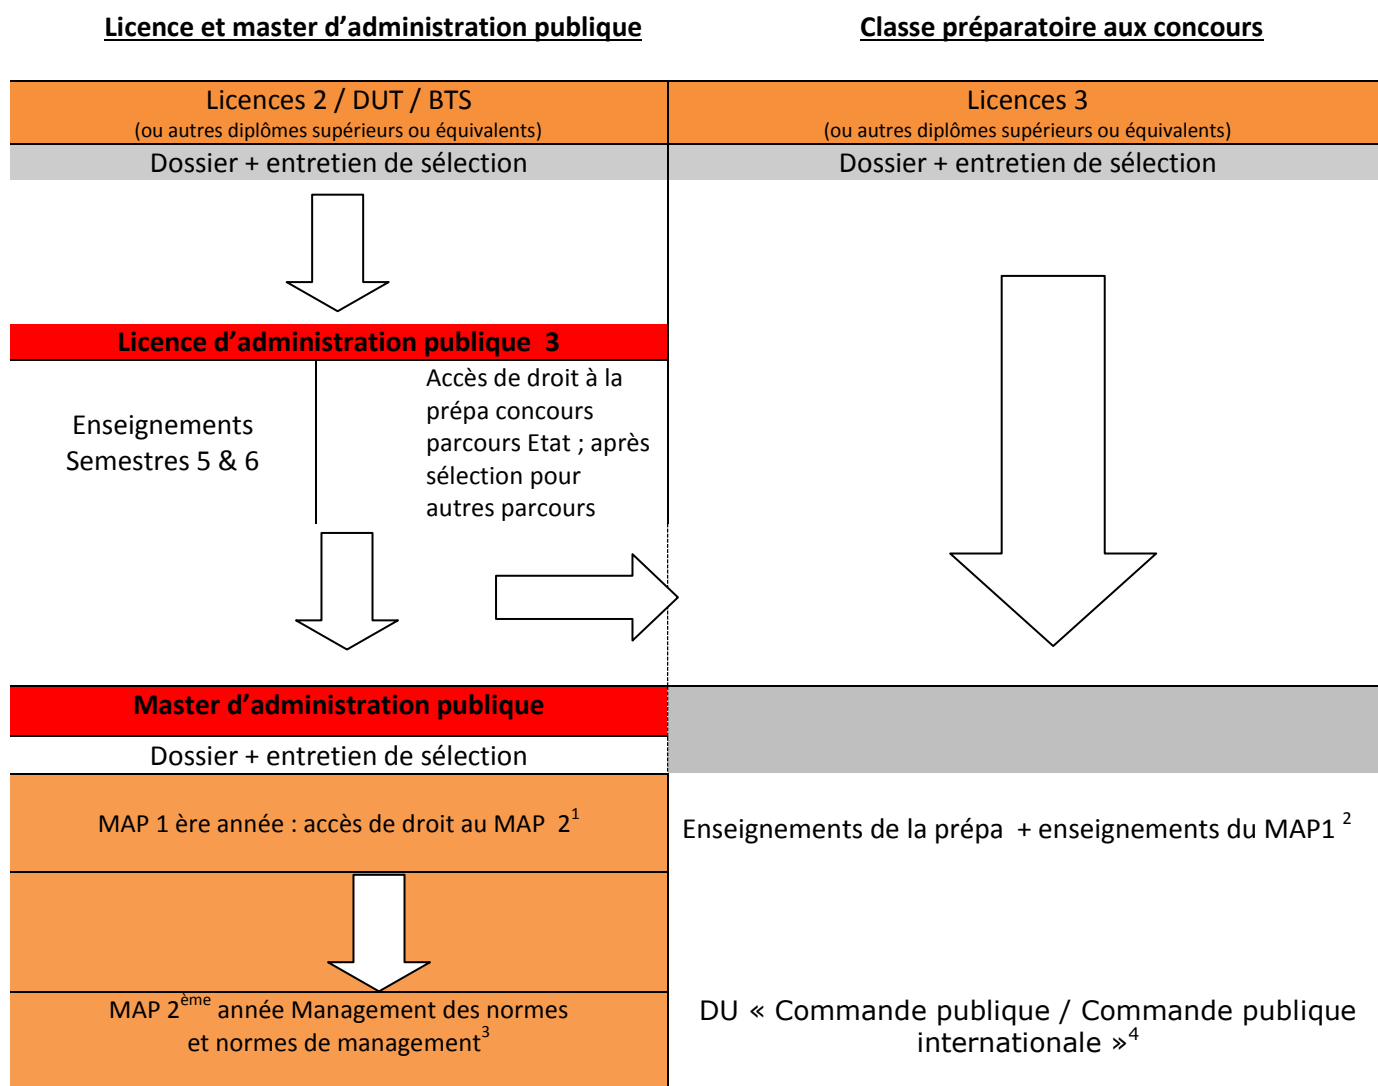 Licence et master d’administration publique
Classe préparatoire aux concours
Licences 2 / DUT / BTS
(ou autres diplômes supérieurs ou équivalents)
Licences 3
(ou autres diplômes supérieurs ou équivalents)
Dossier + entretien de sélection
Dossier + entretien de sélection
Licence d’administration publique 3
Enseignements
Semestres 5 & 6
Accès de droit à la
prépa concours
parcours Etat ; après
sélection pour
autres parcours
Master d’administration publique
Dossier + entretien de sélection
MAP 1 ère année : accès de droit au MAP 2¹
Enseignements de la prépa + enseignements du MAP1 ²
MAP 2ème année Management des normes
et normes de management³
DU « Commande publique / Commande publique
internationale »⁴